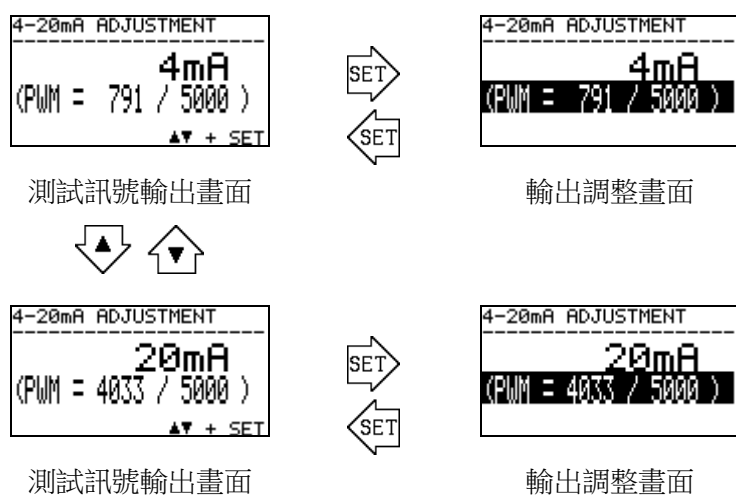 4-20mA ADJUSTMENT
4mA
(PWM = 791 / 5000 )
▲▼ + SET
測試訊號輸出畫面
SET
SET
4-20mA ADJUSTMENT
4mA
(PWM = 791 / 5000 )
輸出調整畫面
▲ ▼
4-20mA ADJUSTMENT
20mA
(PWM = 4033 / 5000 )
▲▼ + SET
測試訊號輸出畫面
SET
SET
4-20mA ADJUSTMENT
20mA
(PWM = 4033 / 5000 )
輸出調整畫面